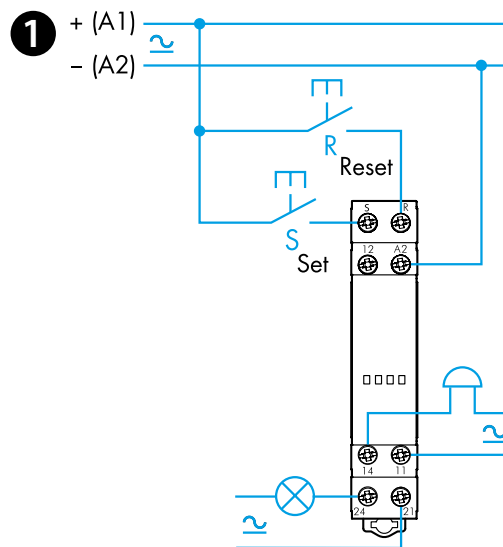 1
+ (A1)
– (A2)
R
Reset
S
Set
S R
12 A2
14 11
24 21